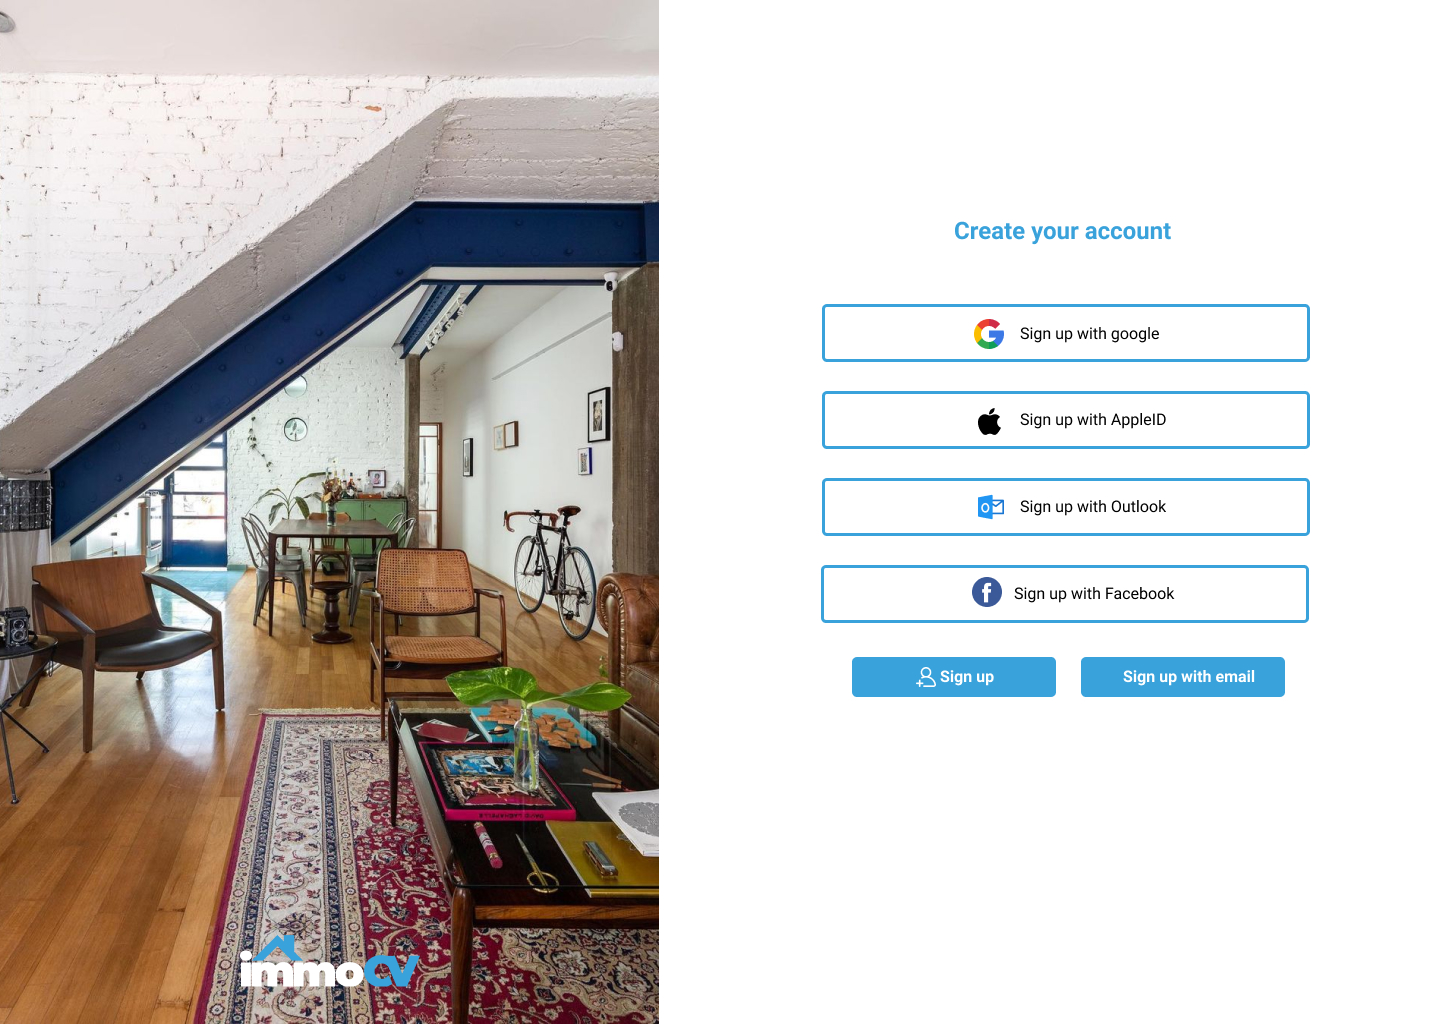 Create your account
Sign up with google
Sign up with AppleID
Sign up with Outlook
Sign up with Facebook
Sign up
Sign up with email
immocv